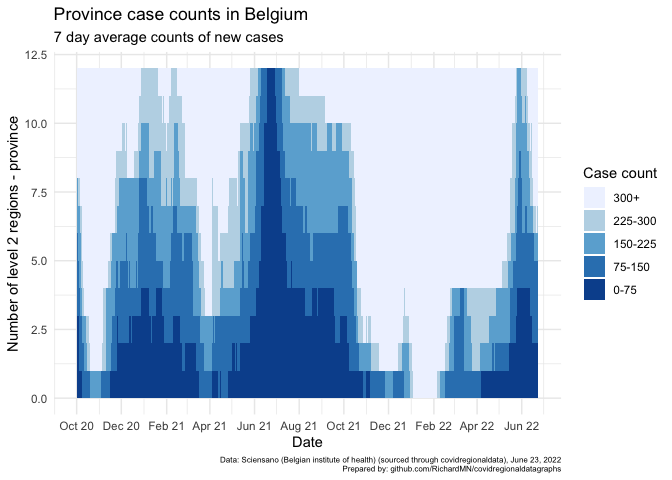 Province case counts in Belgium
7 day average counts of new cases
12.5
10.0
7.5
5.0
2.5
0.0
Number of level 2 regions - province
Oct 20 Dec 20 Feb 21 Apr 21 Jun 21 Aug 21 Oct 21 Dec 21 Feb 22 Apr 22 Jun 22
Date
Case count
300+
225-300
150-225
75-150
0-75
Data: Sciensano (Belgian institute of health) (sourced through covidregionaldata), June 23, 2022
Prepared by: github.com/RichardMN/covidregionaldatagraphs